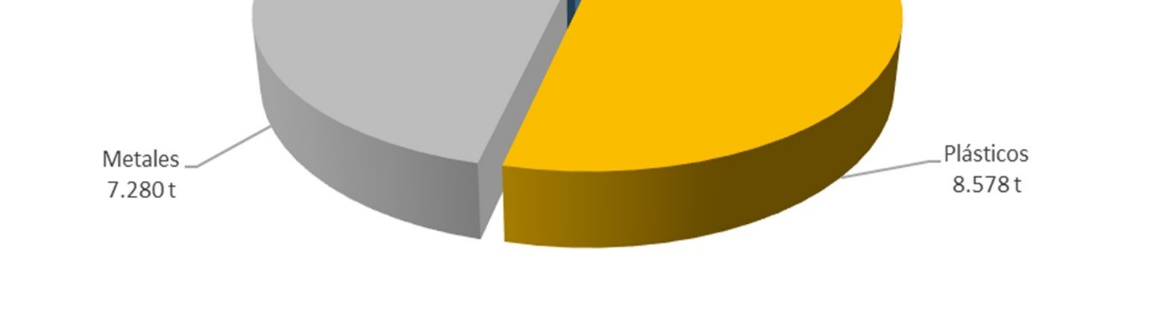 Metales
7.280 t
Plásticos
8.578 t